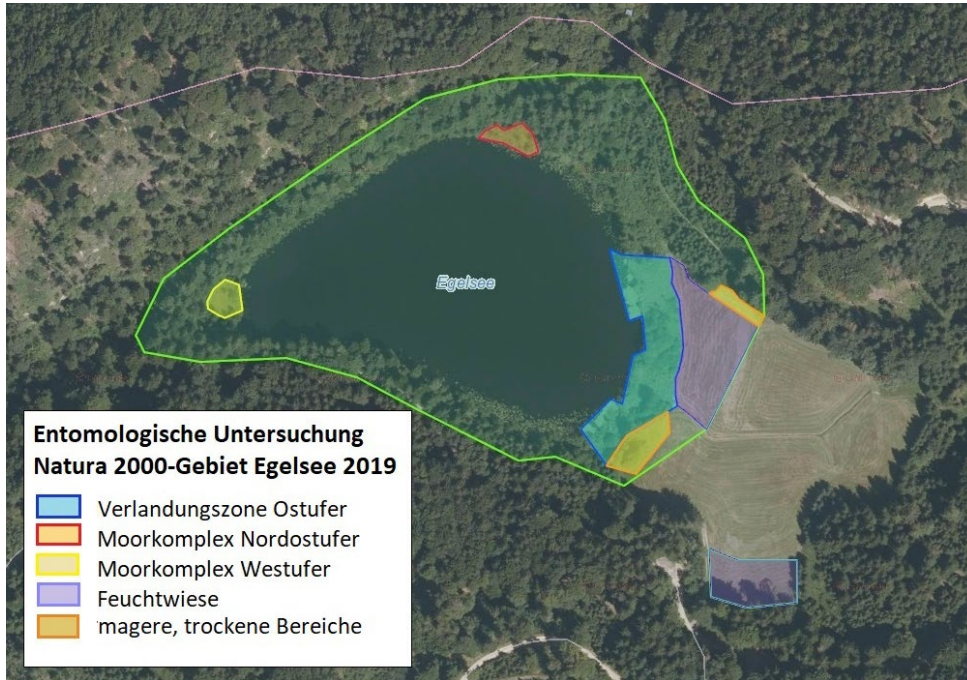 Egelsee
Entomologische Untersuchung
Natura 2000-Gebiet Egelsee 2019
Verlandungszone Ostufer
Moorkomplex Nordostufer
Moorkomplex Westufer
Feuchtwiese
magere, trockene Bereiche